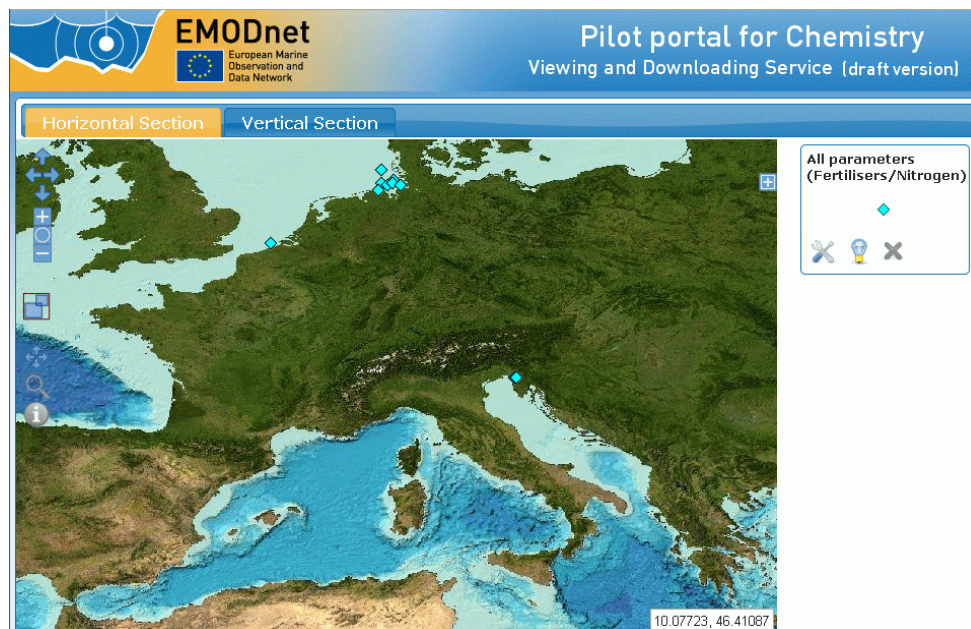 EMODnet
European Marine
Observation and
Data Network
Pilot portal for Chemistry
Viewing and Downloading Service (draft version)
Horizontal Section
Vertical Section
All parameters
(Fertilisers/Nitrogen)
10.07723, 46.41087